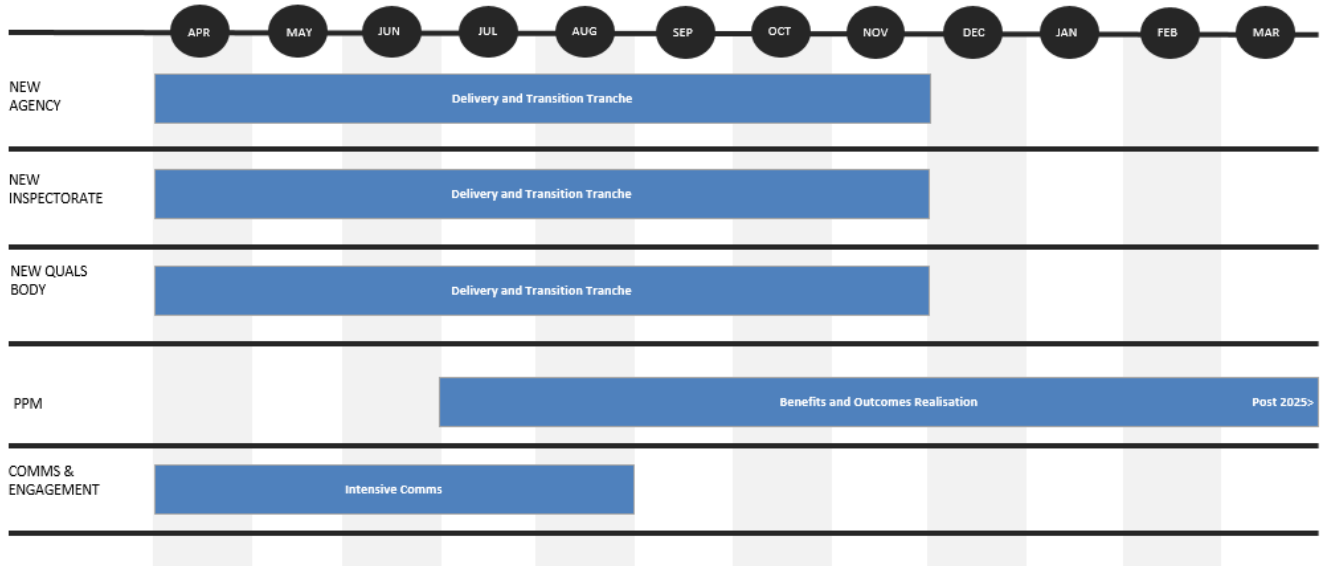 APR MAY JUN JUL AUG SEP OCT NOV DEC JAN FEB MAR
NEW
AGENCY
Delivery and Transition Tranche
NEW
INSPECTORATE
Delivery and Transition Tranche
NEW QUALS
BODY
Delivery and Transition Tranche
PPM
Benefits and Outcomes Realisation
Post 2025>
COMMS &
ENGAGEMENT
Intensive Comms